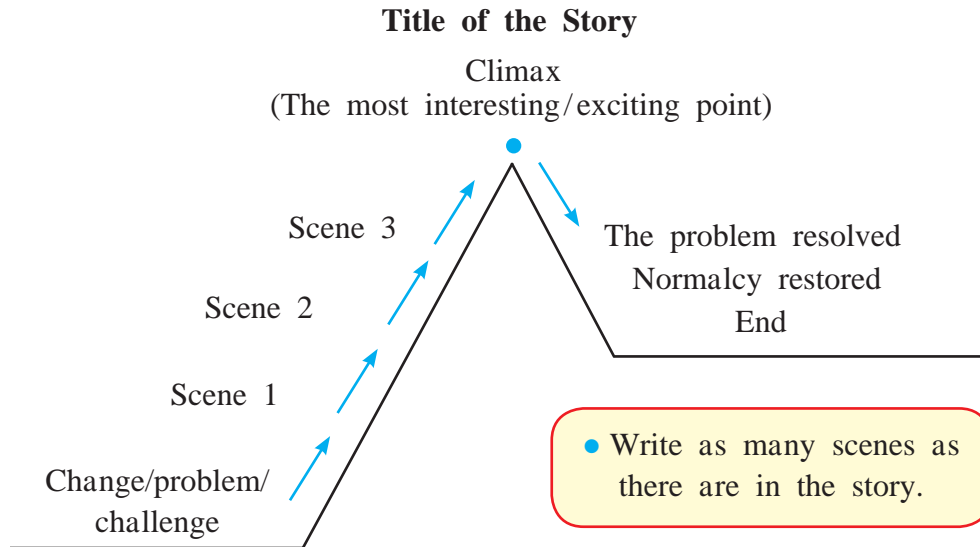 Title of the Story
Climax
(The most interesting/exciting point)
Scene 3
The problem resolved
Normalcy restored
End
Scene 2
Scene 1
Change/problem/
challenge
• Write as many scenes as
there are in the story.